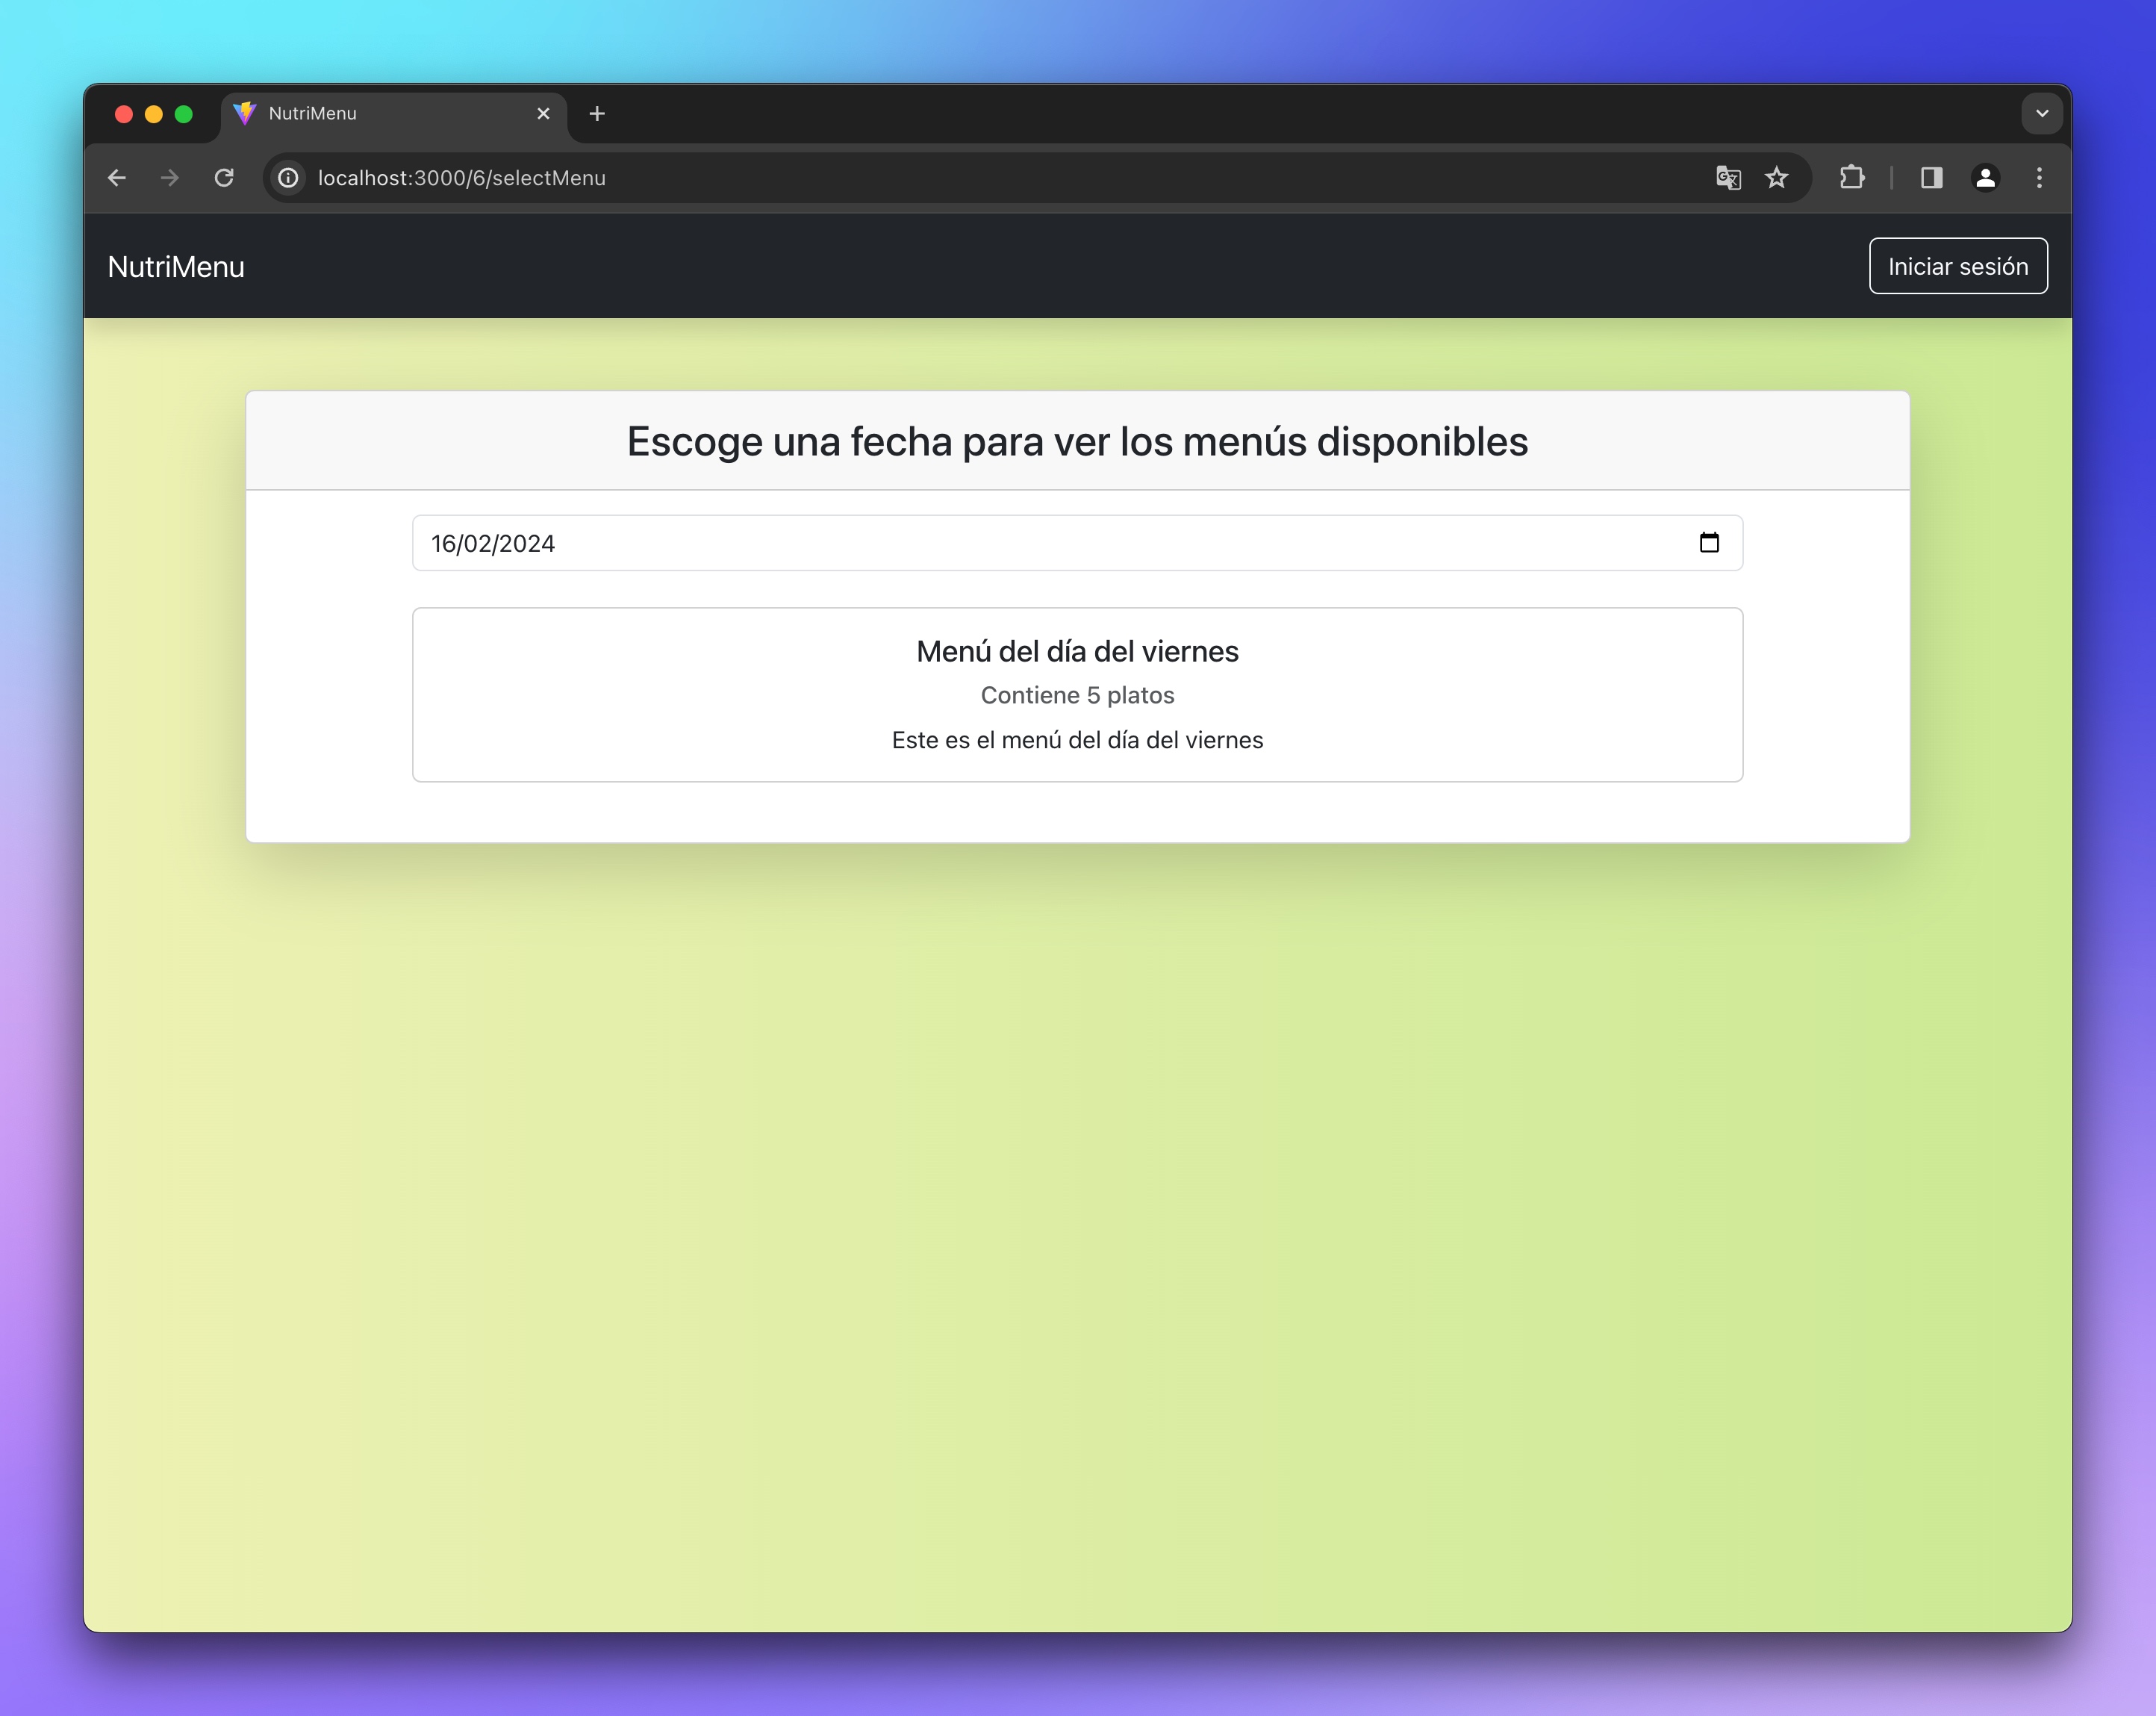 NutriMenu
localhost:3000/6/selectMenu
NutriMenu
Iniciar sesión
Escoge una fecha para ver los menús disponibles
16/02/2024
Menú del día del viernes
Contiene 5 platos
Este es el menú del día del viernes